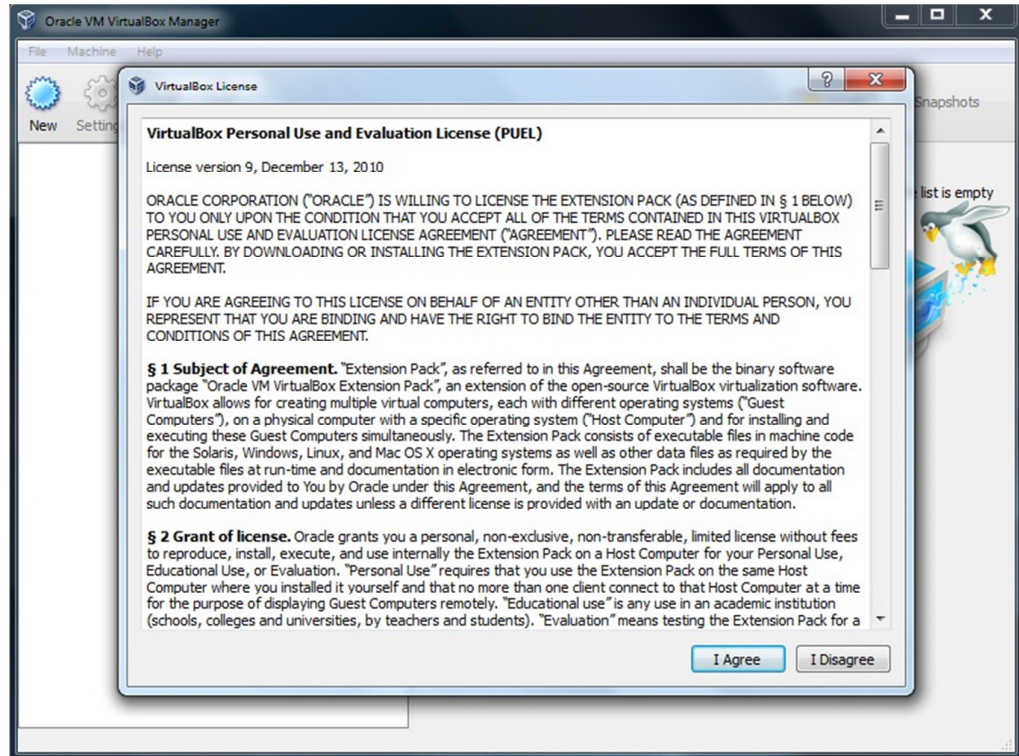 Oracle VM VirtualBox Manager
File Machine Help
New
Setting
Snapshots
list is empty
VirtualBox License
VirtualBox Personal Use and Evaluation License (PUEL)
License version 9, December 13, 2010
ORACLE CORPORATION ("ORACLE") IS WILLING TO LICENSE THE EXTENSION PACK (AS DEFINED IN § 1 BELOW)
TO YOU ONLY UPON THE CONDITION THAT YOU ACCEPT ALL OF THE TERMS CONTAINED IN THIS VIRTUALBOX
PERSONAL USE AND EVALUATION LICENSE AGREEMENT ("AGREEMENT"). PLEASE READ THE AGREEMENT
CAREFULLY. BY DOWNLOADING OR INSTALLING THE EXTENSION PACK, YOU ACCEPT THE FULL TERMS OF THIS
AGREEMENT.
IF YOU ARE AGREEING TO THIS LICENSE ON BEHALF OF AN ENTITY OTHER THAN AN INDIVIDUAL PERSON, YOU
REPRESENT THAT YOU ARE BINDING AND HAVE THE RIGHT TO BIND THE ENTITY TO THE TERMS AND
CONDITIONS OF THIS AGREEMENT.
§ 1 Subject of Agreement. "Extension Pack", as referred to in this Agreement, shall be the binary software
package "Oracle VM VirtualBox Extension Pack", an extension of the open-source VirtualBox virtualization software.
VirtualBox allows for creating multiple virtual computers, each with different operating systems ("Guest
Computers"), on a physical computer with a specific operating system ("Host Computer") and for installing and
executing these Guest Computers simultaneously. The Extension Pack consists of executable files in machine code
for the Solaris, Windows, Linux, and Mac OS X operating systems as well as other data files as required by the
executable files at run-time and documentation in electronic form. The Extension Pack includes all documentation
and updates provided to You by Oracle under this Agreement, and the terms of this Agreement will apply to all
such documentation and updates unless a different license is provided with an update or documentation.
§ 2 Grant of license. Oracle grants you a personal, non-exclusive, non-transferable, limited license without fees
to reproduce, install, execute, and use internally the Extension Pack on a Host Computer for your Personal Use,
Educational Use, or Evaluation. "Personal Use" requires that you use the Extension Pack on the same Host
Computer where you installed it yourself and that no more than one client connect to that Host Computer at a time
for the purpose of displaying Guest Computers remotely. "Educational use" is any use in an academic institution
(schools, colleges and universities, by teachers and students). "Evaluation" means testing the Extension Pack for a
I Agree
I Disagree